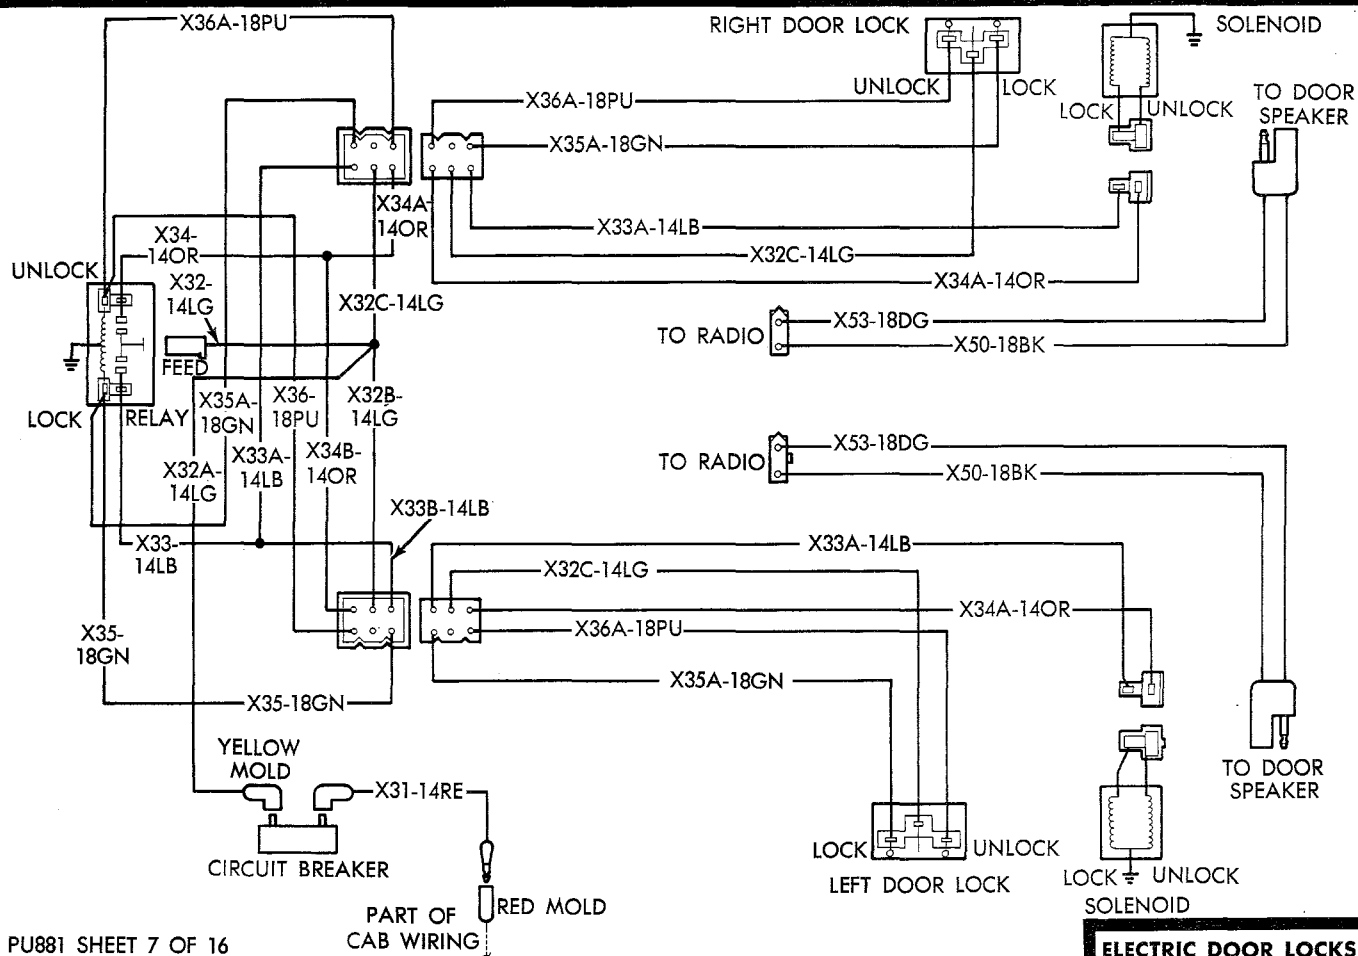 X36A-18PU
RIGHT DOOR LOCK
SOLENOID
UNLOCK
LOCK
X36A-18PU
LOCK
UNLOCK
TO DOOR
SPEAKER
X35A-18GN
X34A-
14OR
X33A-14LB
X34-
14OR
X32C-14LG
UNLOCK
X32-
14LG
X34A-14OR
X32C-14LG
X53-18DG
TO RADIO
X50-18BK
FEED
LOCK
RELAY
X35A-
18GN
X36-
18PU
X32B-
14LG
X53-18DG
X32A-
14LG
X33A-
14LB
X34B-
14OR
TO RADIO
X50-18BK
X33B-14LB
X33-
14LB
X33A-14LB
X32C-14LG
X34A-14OR
X36A-18PU
X35-
18GN
X35A-18GN
X35-18GN
YELLOW
MOLD
X31-14RE
TO DOOR
SPEAKER
CIRCUIT BREAKER
LOCK
UNLOCK
LEFT DOOR LOCK
LOCK
UNLOCK
SOLENOID
RED MOLD
PART OF
CAB WIRING
PU881 SHEET 7 OF 16
ELECTRIC DOOR LOCKS